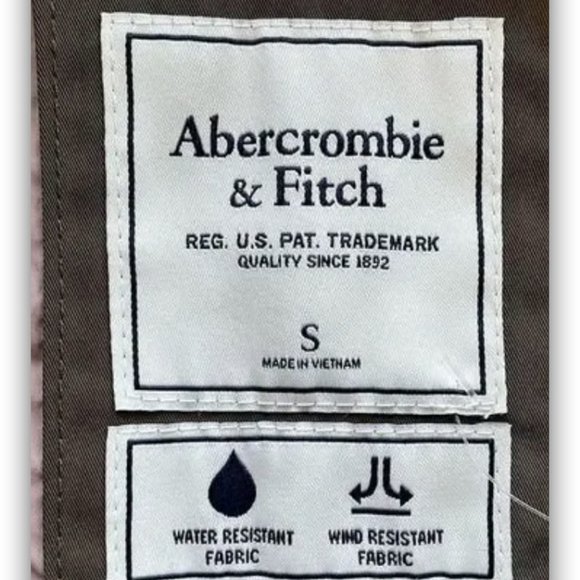 Abercrombie
& Fitch
REG. U.S. PAT. TRADEMARK
QUALITY SINCE 1892
S
MADE IN VIETNAM
WATER RESISTANT
FABRIC
WIND RESISTANT
FABRIC